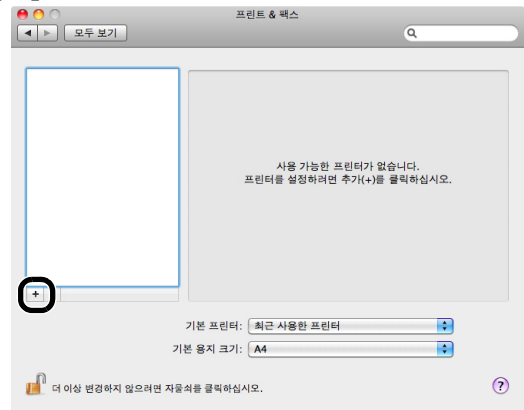 프린트 & 팩스
모두 보기
사용 가능한 프린터가 없습니다.
프린터를 설정하려면 추가(+)를 클릭하십시오.
+
기본 프린터: 최근 사용한 프린터
기본 용지 크기: A4
더 이상 변경하지 않으려면 자물쇠를 클릭하십시오.
?